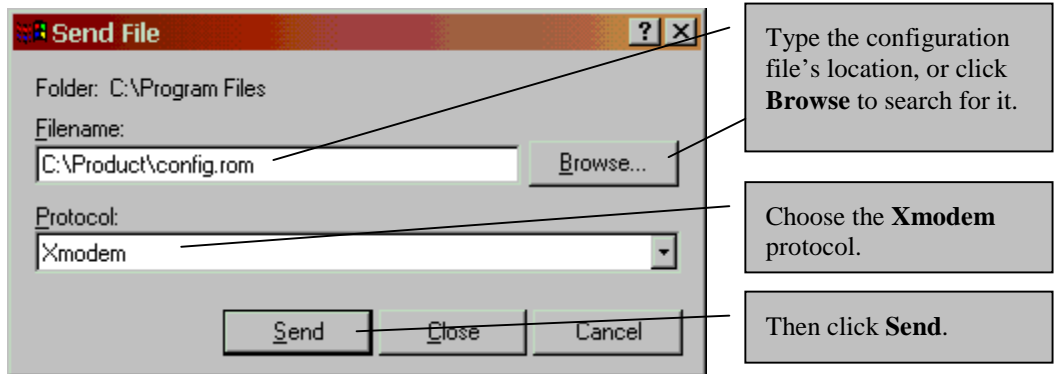 Send File
Folder: C:\Program Files
Filename:
C:\Product\config.rom
Browse...
Protocol:
Xmodem
Send
Close
Cancel
Type the configuration
file’s location, or click
Browse to search for it.
Choose the Xmodem
protocol.
Then click Send.